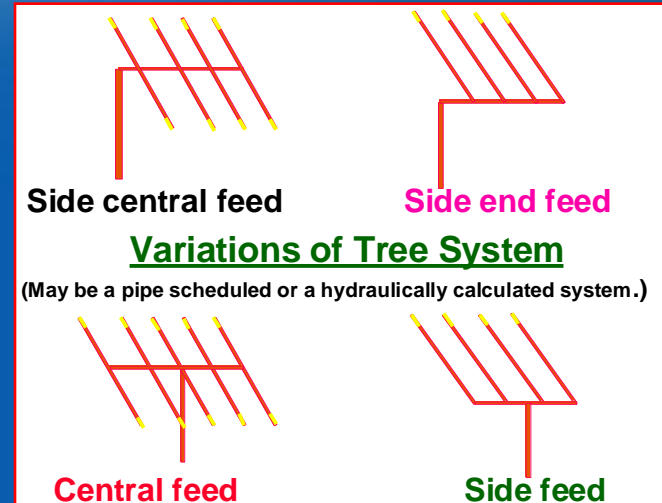 Side central feed
Side end feed
Variations of Tree System
(May be a pipe scheduled or a hydraulically calculated system.)
Central feed
Side feed